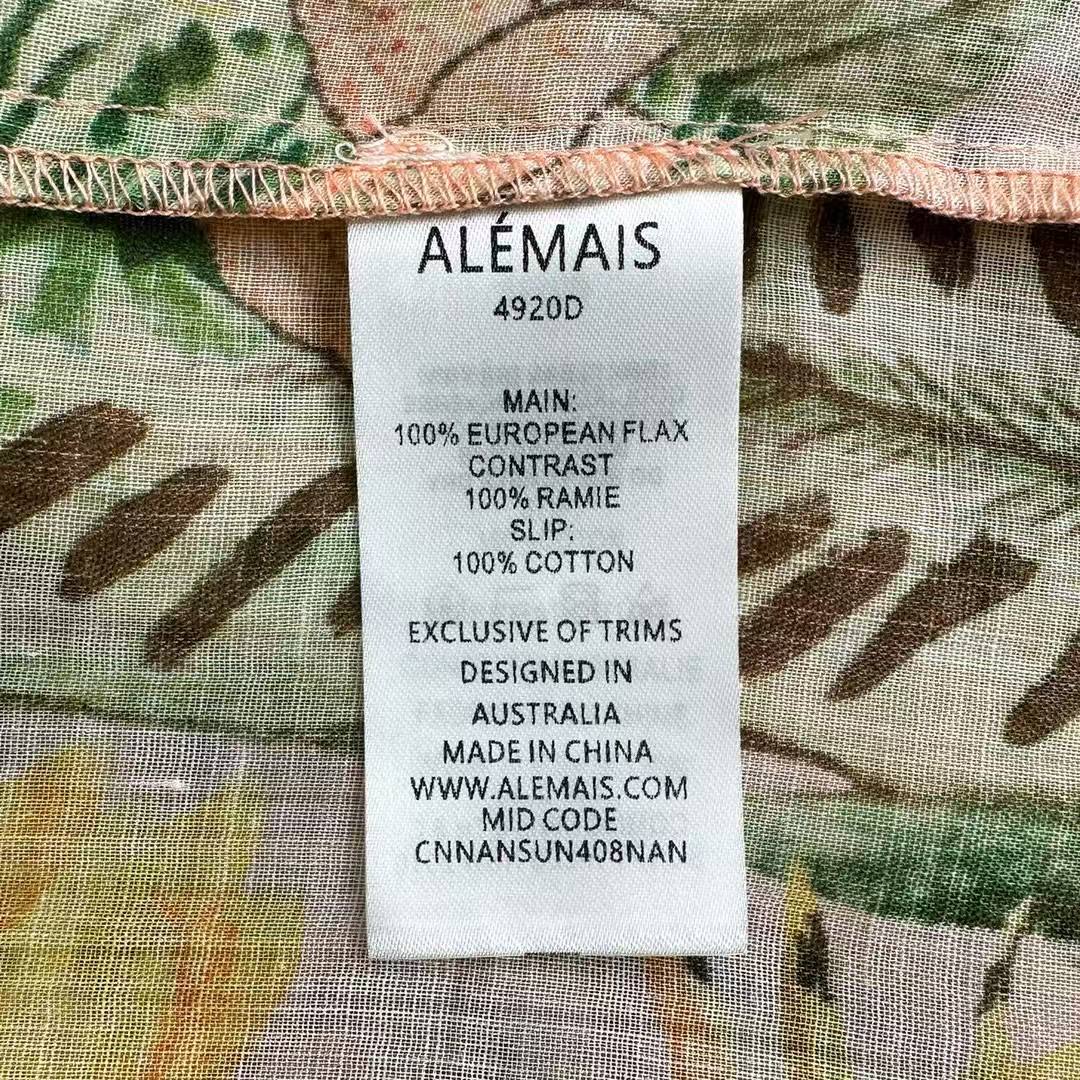 ALÉMAIS
4920D
MAIN:
100% EUROPEAN FLAX
CONTRAST
100% RAMIE
SLIP:
100% COTTON
EXCLUSIVE OF TRIMS
DESIGNED IN
AUSTRALIA
MADE IN CHINA
WWW.ALEMAIS.COM
MID CODE
CNNANSUN408NAN